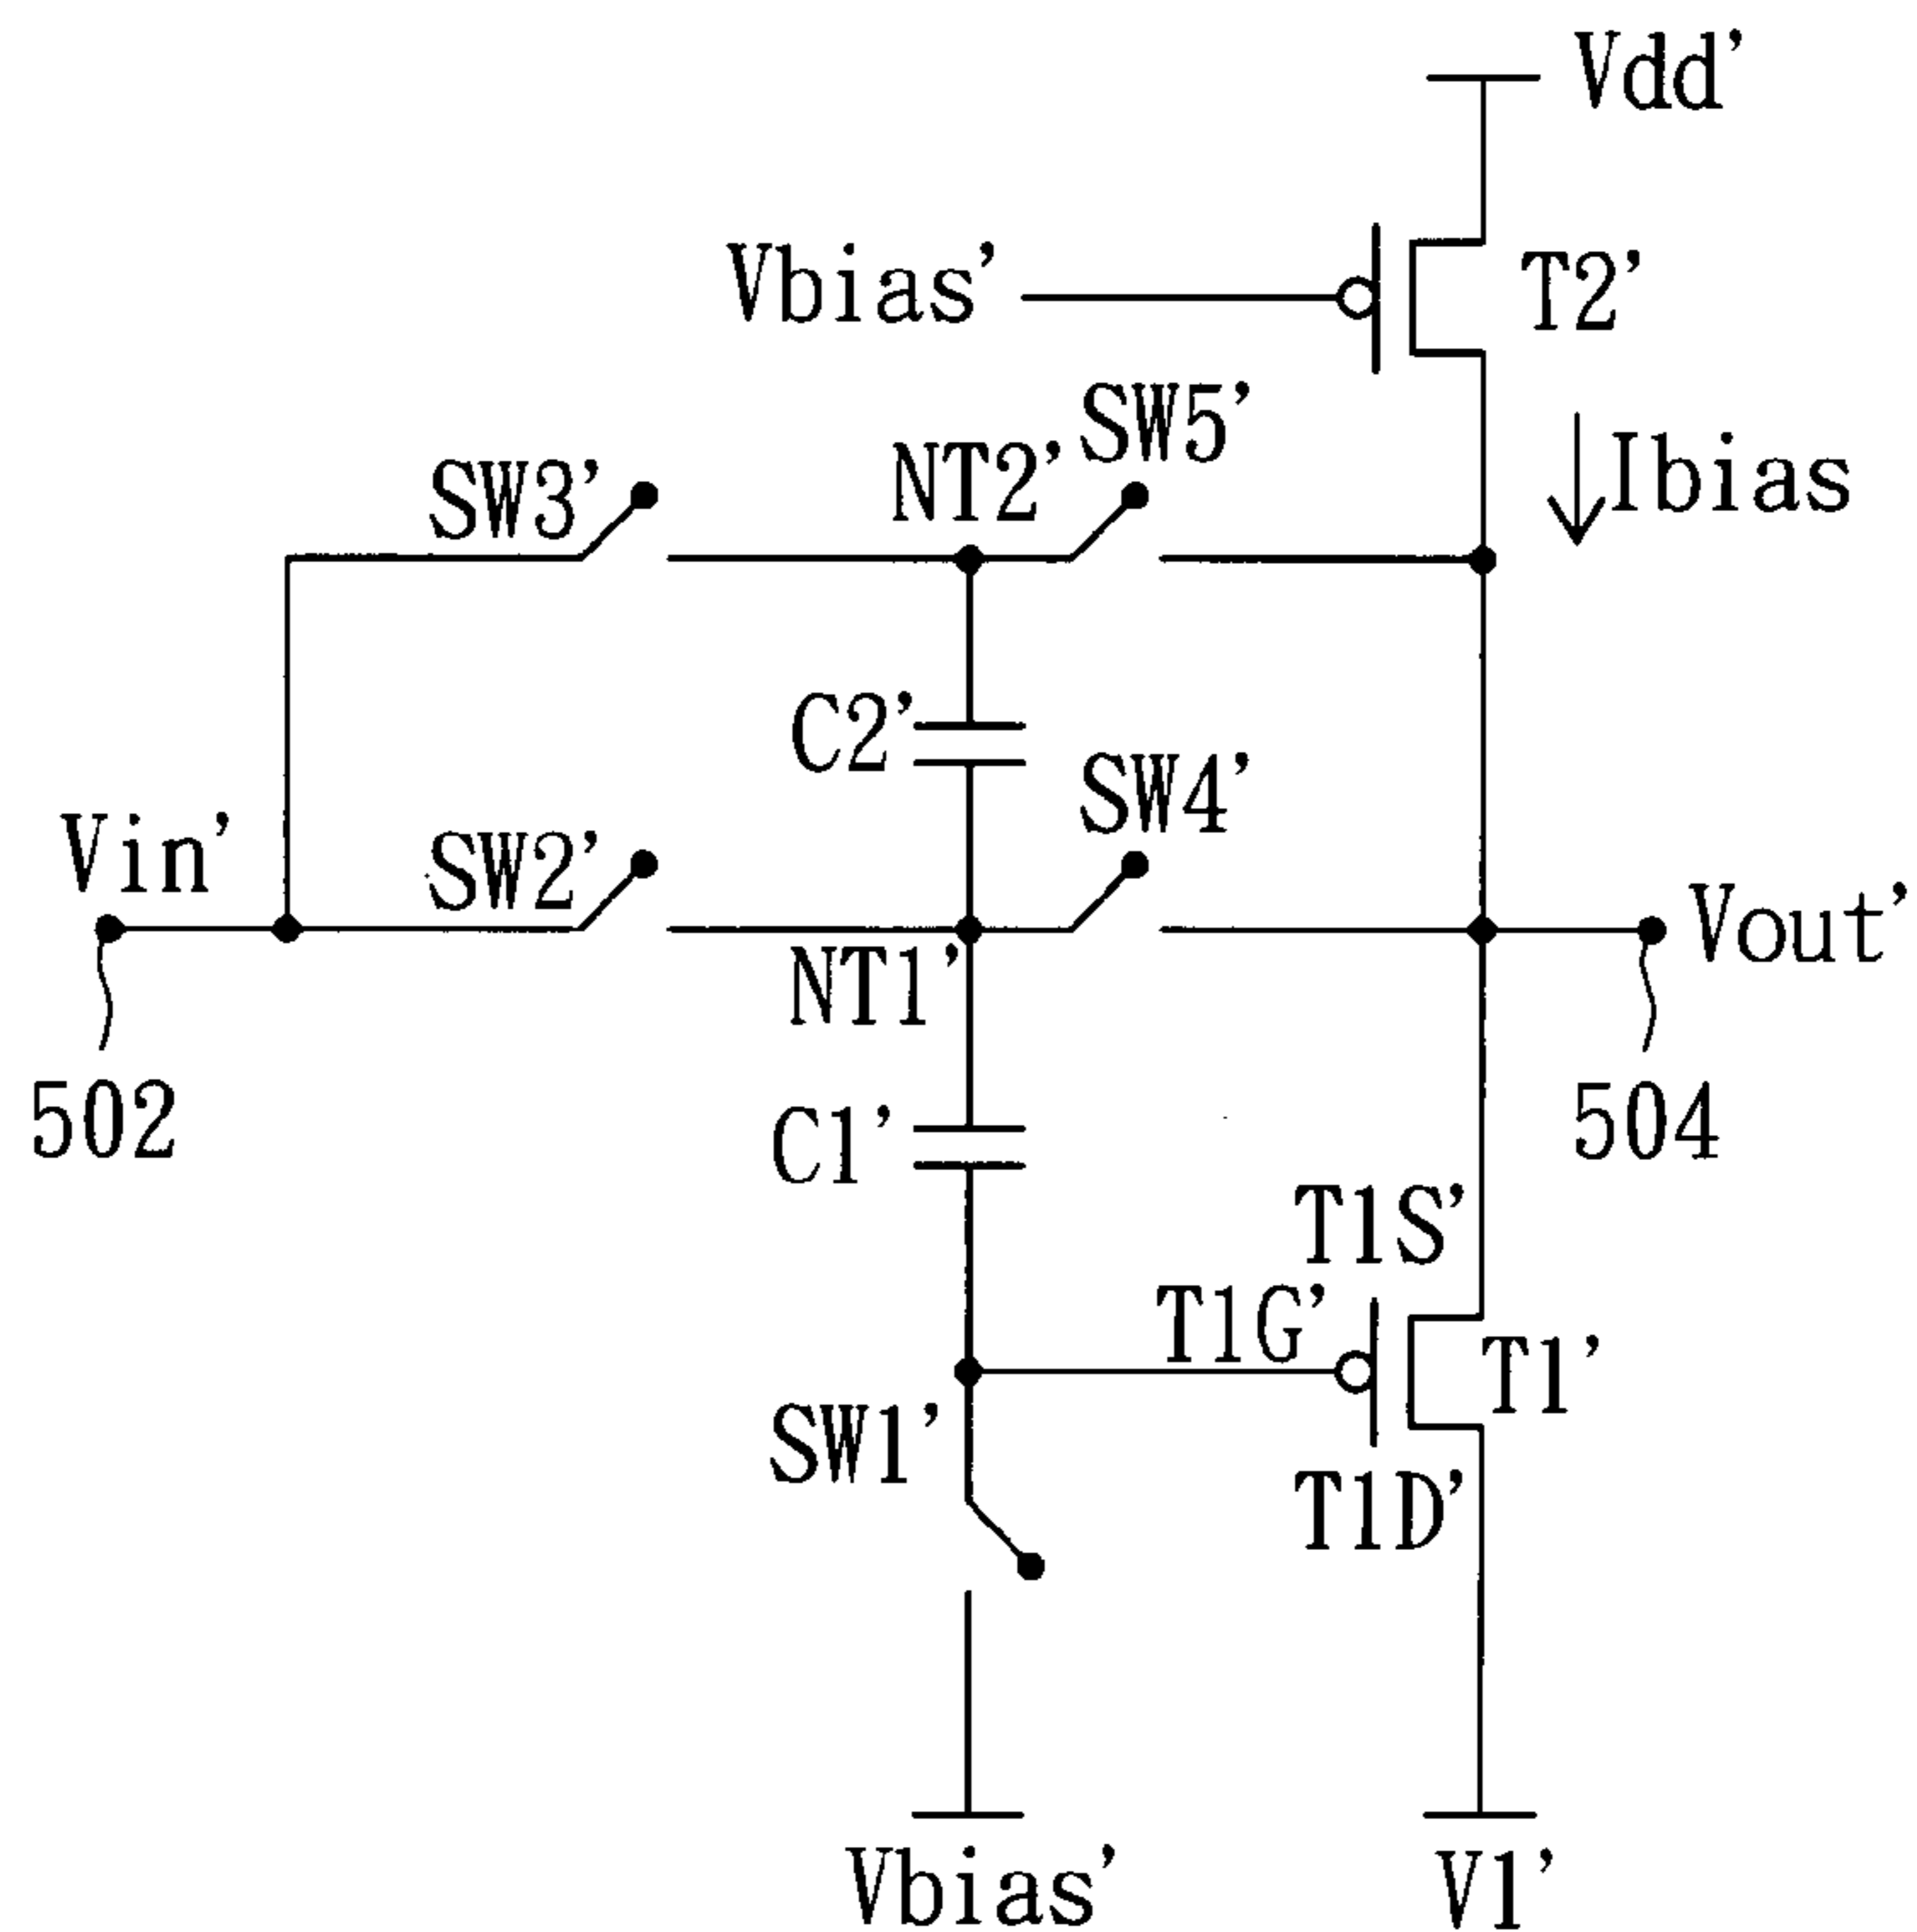 Vdd'
Vbias'
T2'
SW5'
NT2'
SW3'
Ibias
C2'
SW4'
Vin'
SW2'
Vout'
NT1'
502
C1'
504
T1S'
T1G'
T1'
SW1'
T1D'
Vbias'
V1'